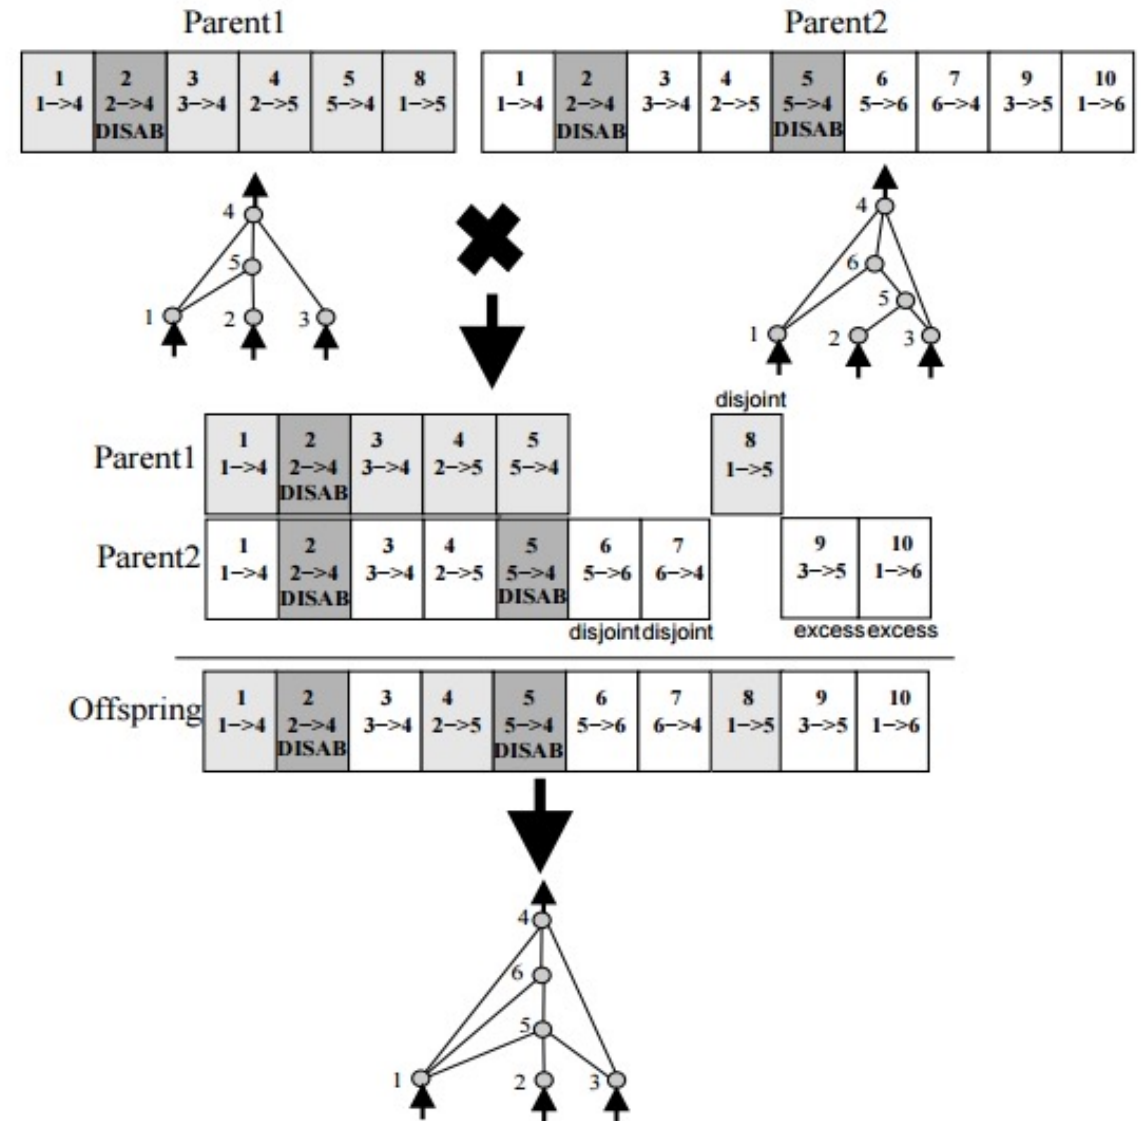 Parent1
Parent2
1 2 3 4 5 8
1−>4 2−>4 3−>4 2−>5 5−>4 1−>5
DISAB
1 2 3 4 5 6 7 9 10
1−>4 2−>4 3−>4 2−>5 5−>4 5−>6 6−>4 3−>5 1−>6
DISAB DISAB
4
5
1 2 3
4
6
5
1 2 3
disjoint
Parent1
1 2 3 4 5 8
1−>4 2−>4 3−>4 2−>5 5−>4 1−>5
DISAB
Parent2
1 2 3 4 5 6 7 9 10
1−>4 2−>4 3−>4 2−>5 5−>4 5−>6 6−>4 3−>5 1−>6
DISAB DISAB
disjoint disjoint excess excess
Offspring
1 2 3 4 5 6 7 8 9 10
1−>4 2−>4 3−>4 2−>5 5−>4 5−>6 6−>4 1−>5 3−>5 1−>6
DISAB DISAB
4
6
5
1 2 3